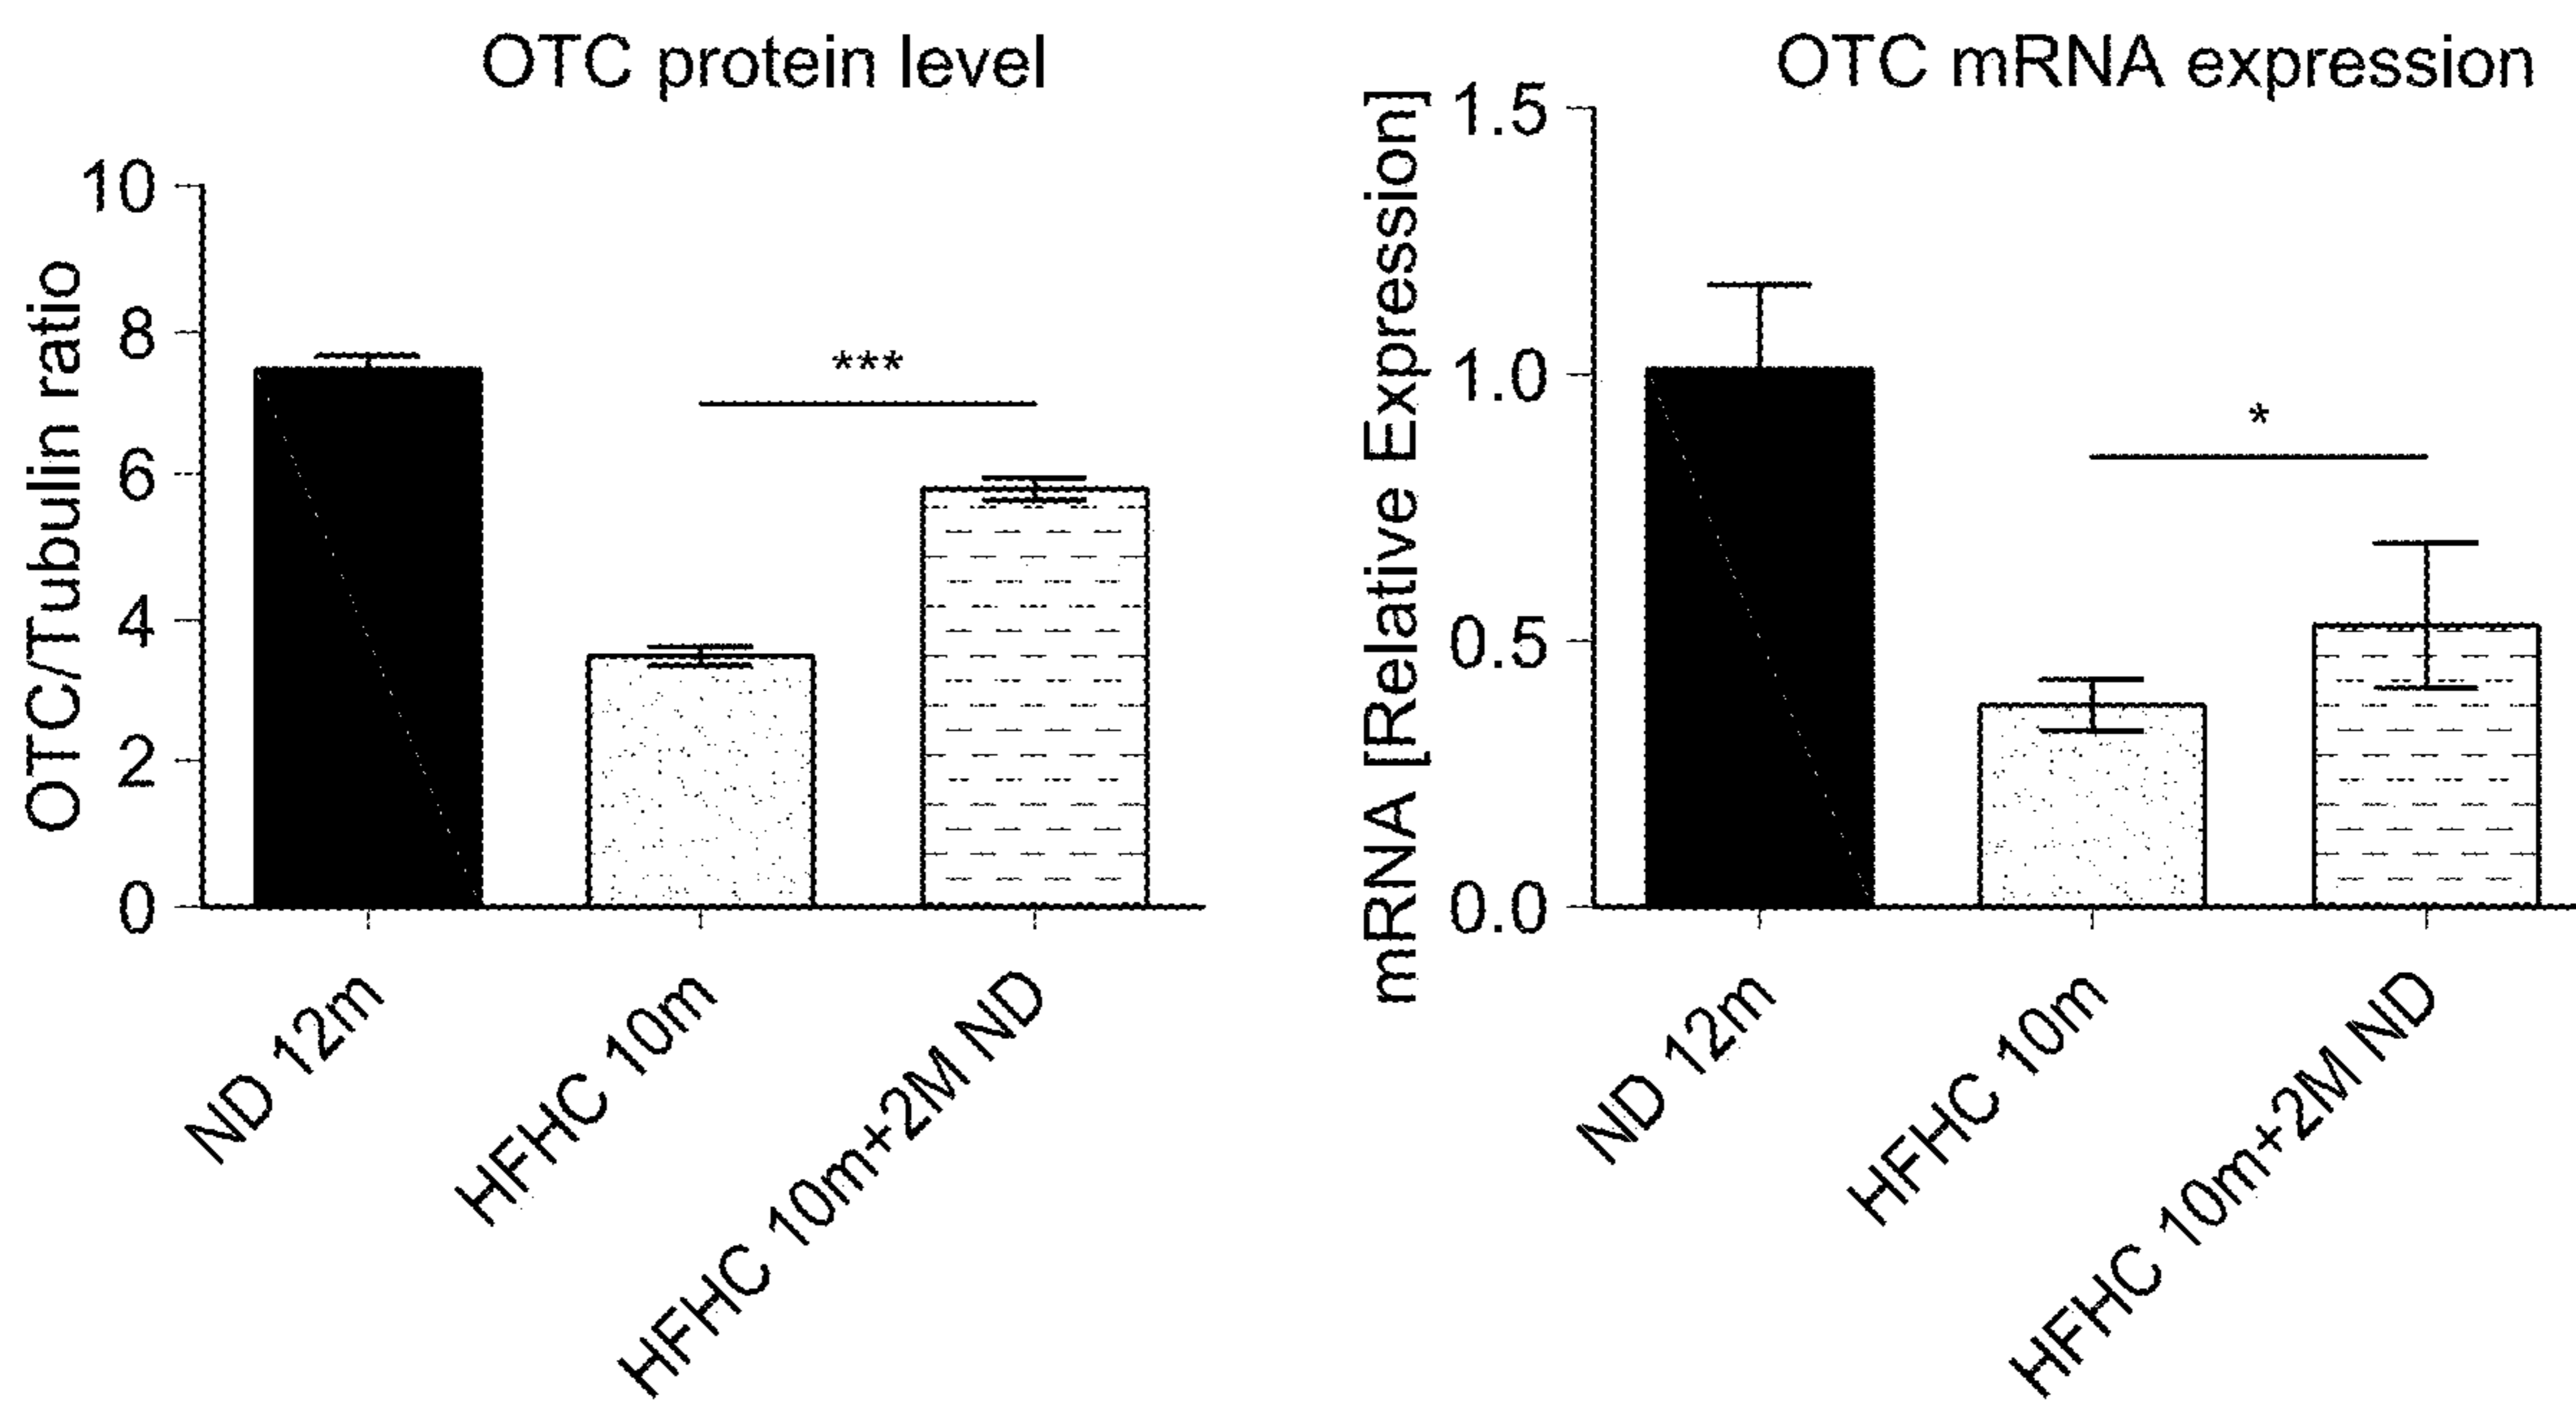 OTC protein level
OTC/Tubulin ratio
10
8
6
4
2
0
***
ND 12m
HFHC 10m
HFHC 10m+2M ND
OTC mRNA expression
mRNA [Relative Expression]
1.5
1.0
0.5
0.0
*
ND 12m
HFHC 10m
HFHC 10m+2M ND